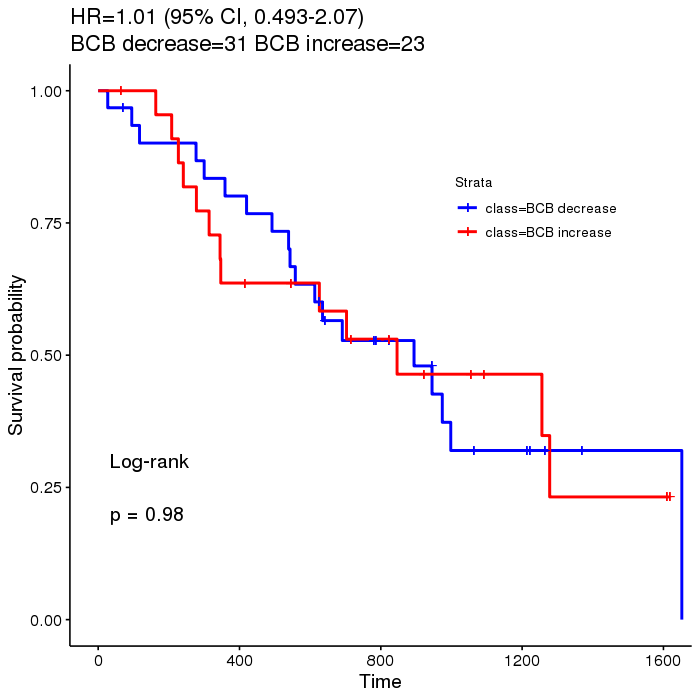 HR=1.01 (95% CI, 0.493-2.07)
BCB decrease=31 BCB increase=23
1.00
0.75
0.50
0.25
0.00
Survival probability
Strata
class=BCB decrease
class=BCB increase
Log-rank
p = 0.98
0 400 800 1200 1600
Time